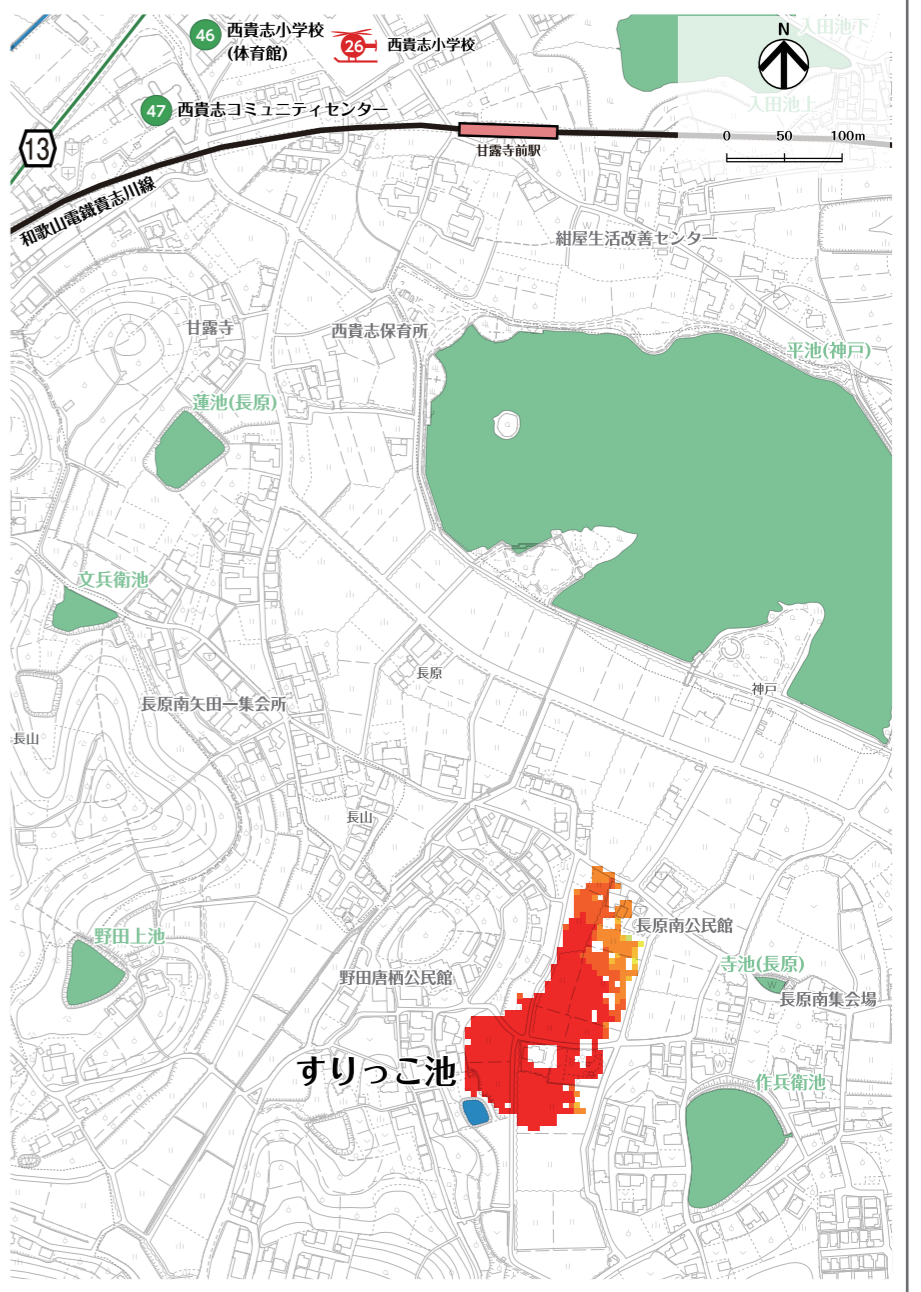 46
西貴志小学校
(体育館)
26
西貴志小学校
入田池下
N
47
西貴志コミュニティセンター
入田池上
13
甘露寺前駅
0 50 100m
和歌山電鐵貴志川線
紺屋生活改善センター
甘露寺
西貴志保育所
平池(神戸)
蓮池(長原)
文兵衛池
長原
神戸
長原南矢田一集会所
長山
長山
長原南公民館
野田上池
野田唐栖公民館
寺池(長原)
W
長原南集会場
すりっこ池
作兵衛池